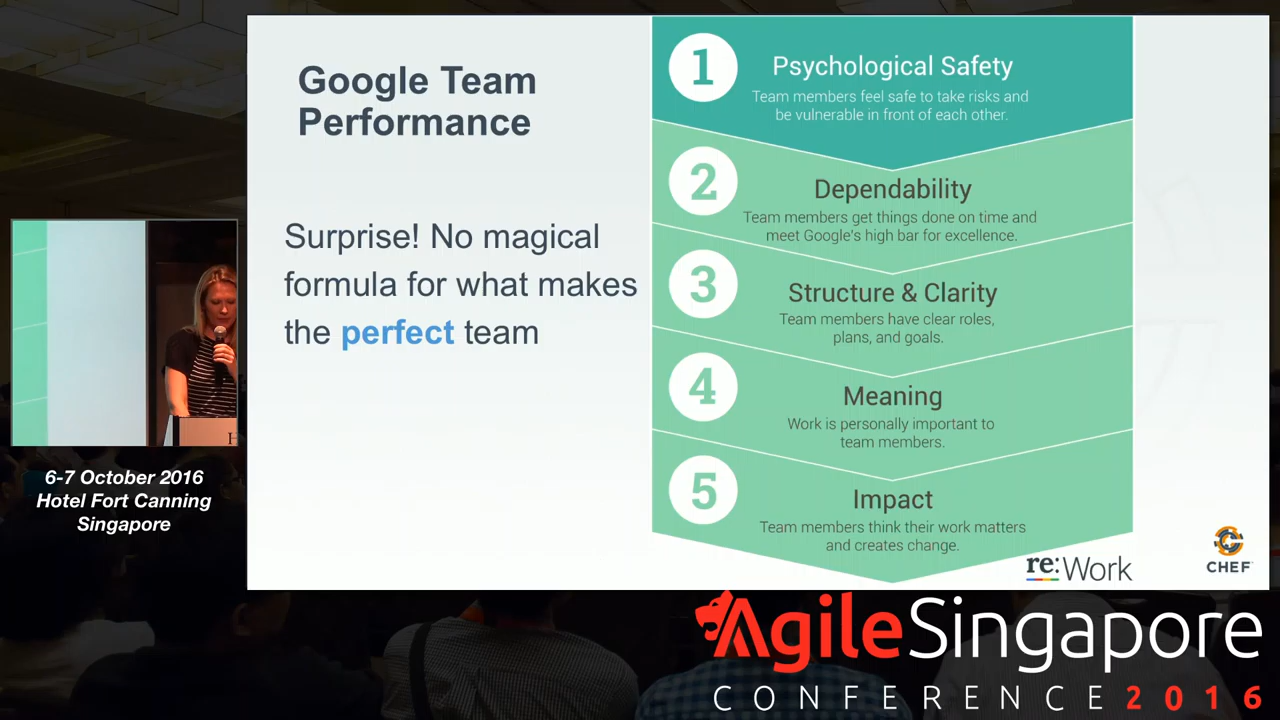 Google Team
Performance
Surprise! No magical
formula for what makes
the perfect team
1
Psychological Safety
Team members feel safe to take risks and
be vulnerable in front of each other.
2
Dependability
Team members get things done on time and
meet Google's high bar for excellence.
3
Structure & Clarity
Team members have clear roles,
plans, and goals.
4
Meaning
Work is personally important to
team members.
5
Impact
Team members think their work matters
and creates change.
re:Work
CHEF
H
6-7 October 2016
Hotel Fort Canning
Singapore
AgileSingapore
CONFERENCE 2016